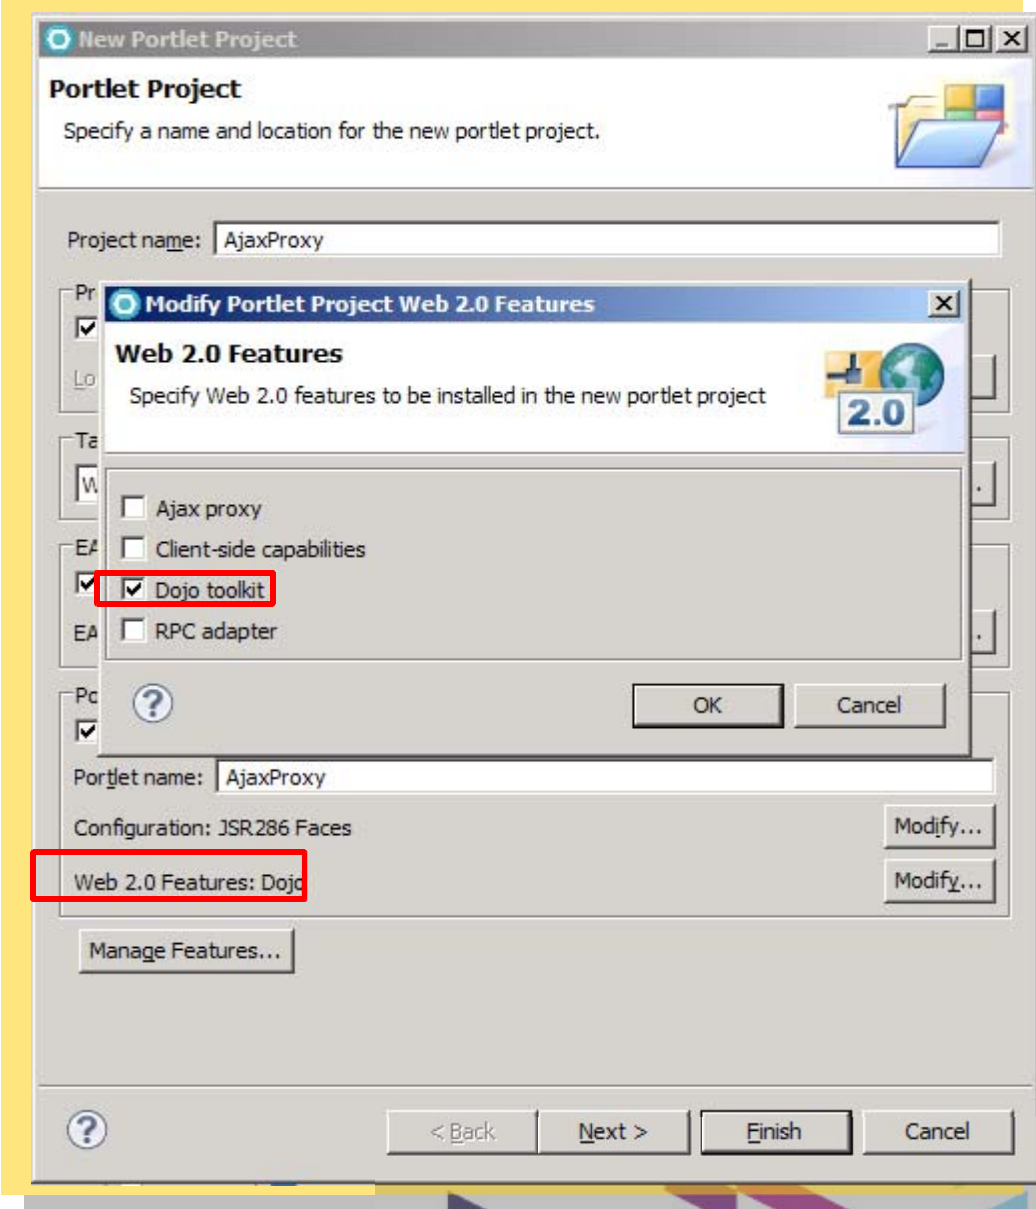 New Portlet Project
Portlet Project
Specify a name and location for the new portlet project.
Project name: AjaxProxy
Modify Portlet Project Web 2.0 Features
Web 2.0 Features
Specify Web 2.0 features to be installed in the new portlet project
2.0
Ajax proxy
Client-side capabilities
Dojo toolkit
RPC adapter
OK Cancel
Portlet name: AjaxProxy
Configuration: JSR286 Faces Modify...
Web 2.0 Features: Dojo Modify...
Manage Features...
< Back Next > Finish Cancel